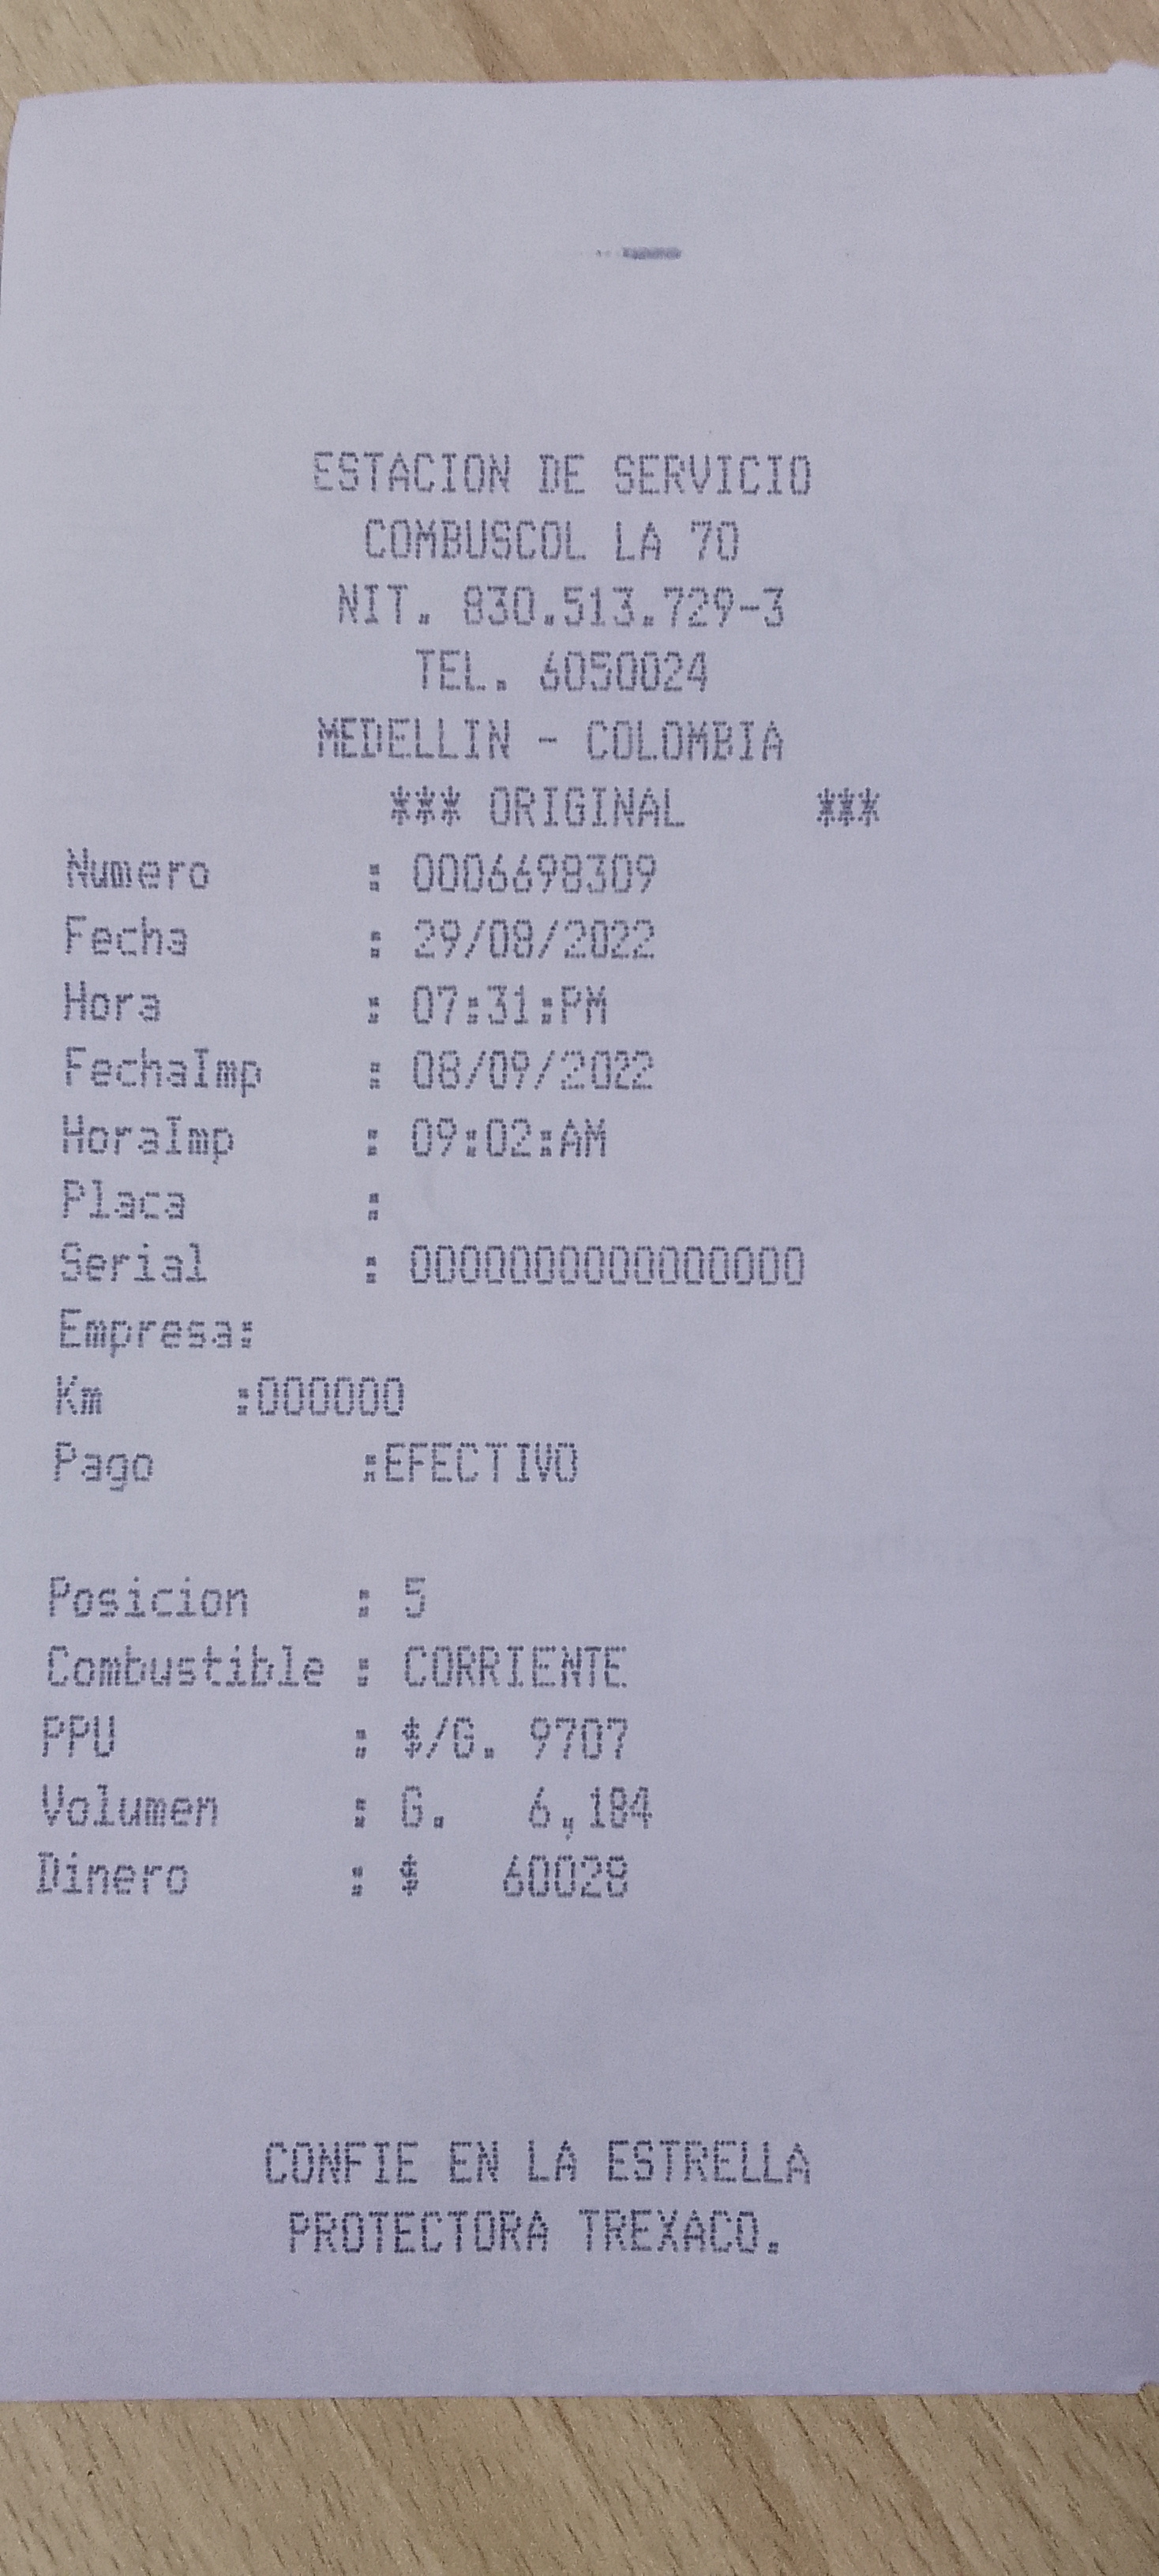 ESTACION DE SERVICIO
COMBUSCOL LA 70
NIT. 830.513.729-3
TEL. 6050024
MEDELLIN - COLOMBIA
*** ORIGINAL ***
Numero : 0006698309
Fecha : 29/08/2022
Hora : 07:31:PM
FechaImp : 08/09/2022
HoraImp : 09:02:AM
Placa :
Serial : 0000000000000000
Empresa:
Km :000000
Pago :EFECTIVO
Posicion : 5
Combustible : CORRIENTE
PPU : $/G. 9707
Volumen : G. 6,184
Dinero : $ 60028
CONFIE EN LA ESTRELLA
PROTECTORA TREXACO.